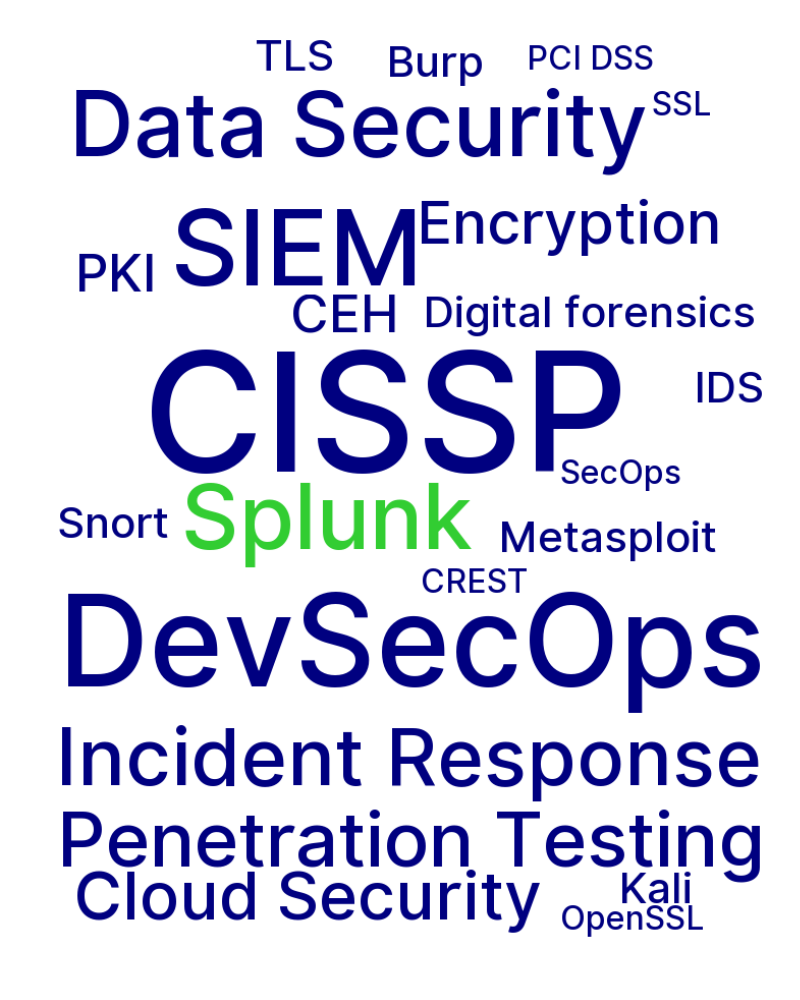 TLS Burp PCI DSS
Data Security SSL
SIEM Encryption
PKI
CEH Digital forensics
CISSP IDS
SecOps
Snort Splunk Metasploit
CREST
DevSecOps
Incident Response
Penetration Testing
Cloud Security Kali
OpenSSL